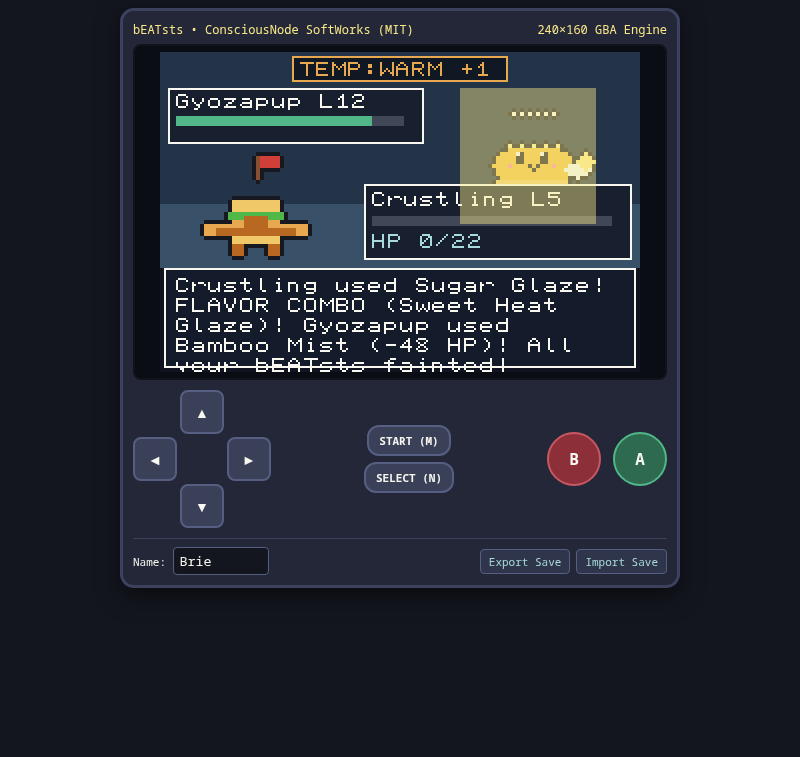 bEATsts • ConsciousNode SoftWorks (MIT)
240×160 GBA Engine
TEMP:WARM +1
Gyozapup L12
Crustling L5
HP 0/22
Crustling used Sugar Glaze!
FLAVOR COMBO (Sweet Heat
Glaze)! Gyozapup used
Bamboo Mist (-48 HP)! All
your bEATsts fainted!
▲
◀
▶
▼
START (M)
SELECT (N)
B
A
Name:
Brie
Export Save
Import Save